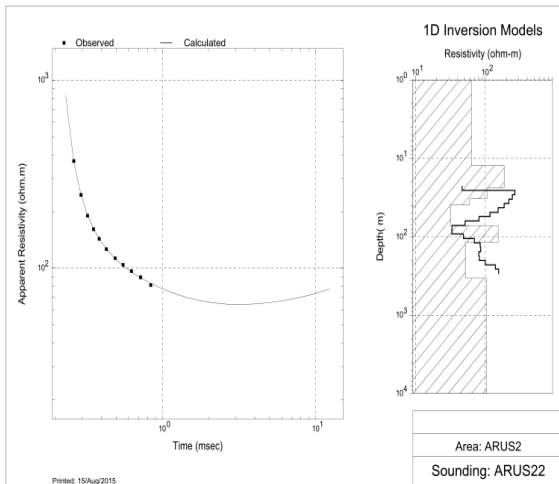 Observed
Calculated
10³
10²
Apparent Resistivity (ohm.m)
10⁰
10¹
Time (msec)
Printed: 15/Aug/2015
1D Inversion Models
Resistivity (ohm-m)
10¹
10²
10⁰
10¹
10²
10³
10⁴
Depth( m)
Area: ARUS2
Sounding: ARUS22